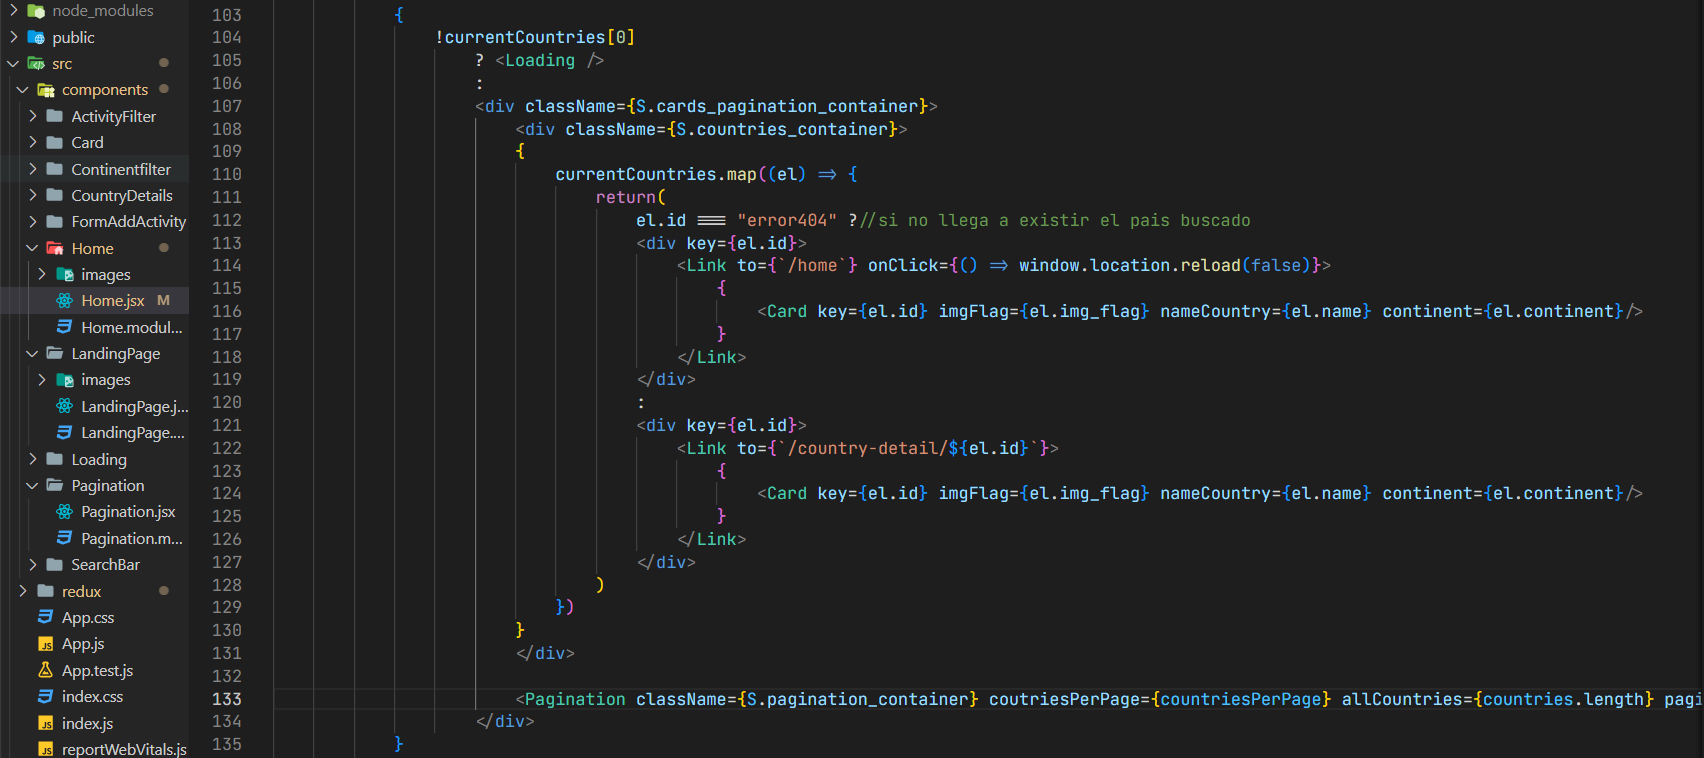 node_modules
public
src
components
ActivityFilter
Card
Continentfilter
CountryDetails
FormAddActivity
Home
images
Home.jsx M
Home.modul...
LandingPage
images
LandingPage.j...
LandingPage....
Loading
Pagination
Pagination.jsx
Pagination.m...
SearchBar
redux
App.css
JS App.js
App.test.js
index.css
JS index.js
JS reportWebVitals.js
103 {
104 !currentCountries[0]
105 ? <Loading />
106 :
107 <div className={S.cards_pagination_container}>
108 <div className={S.countries_container}>
109 {
110 currentCountries.map((el) => {
111 return(
112 el.id === "error404" ?//si no llega a existir el pais buscado
113 <div key={el.id}>
114 <Link to={`/home`} onClick={() => window.location.reload(false)}>
115 {
116 <Card key={el.id} imgFlag={el.img_flag} nameCountry={el.name} continent={el.continent}/>
117 }
118 </Link>
119 </div>
120 :
121 <div key={el.id}>
122 <Link to={`/country-detail/${el.id}`}>
123 {
124 <Card key={el.id} imgFlag={el.img_flag} nameCountry={el.name} continent={el.continent}/>
125 }
126 </Link>
127 </div>
128 )
129 })
130 }
131 </div>
132
133 <Pagination className={S.pagination_container} coutriesPerPage={countriesPerPage} allCountries={countries.length} pagi
134 </div>
135 }